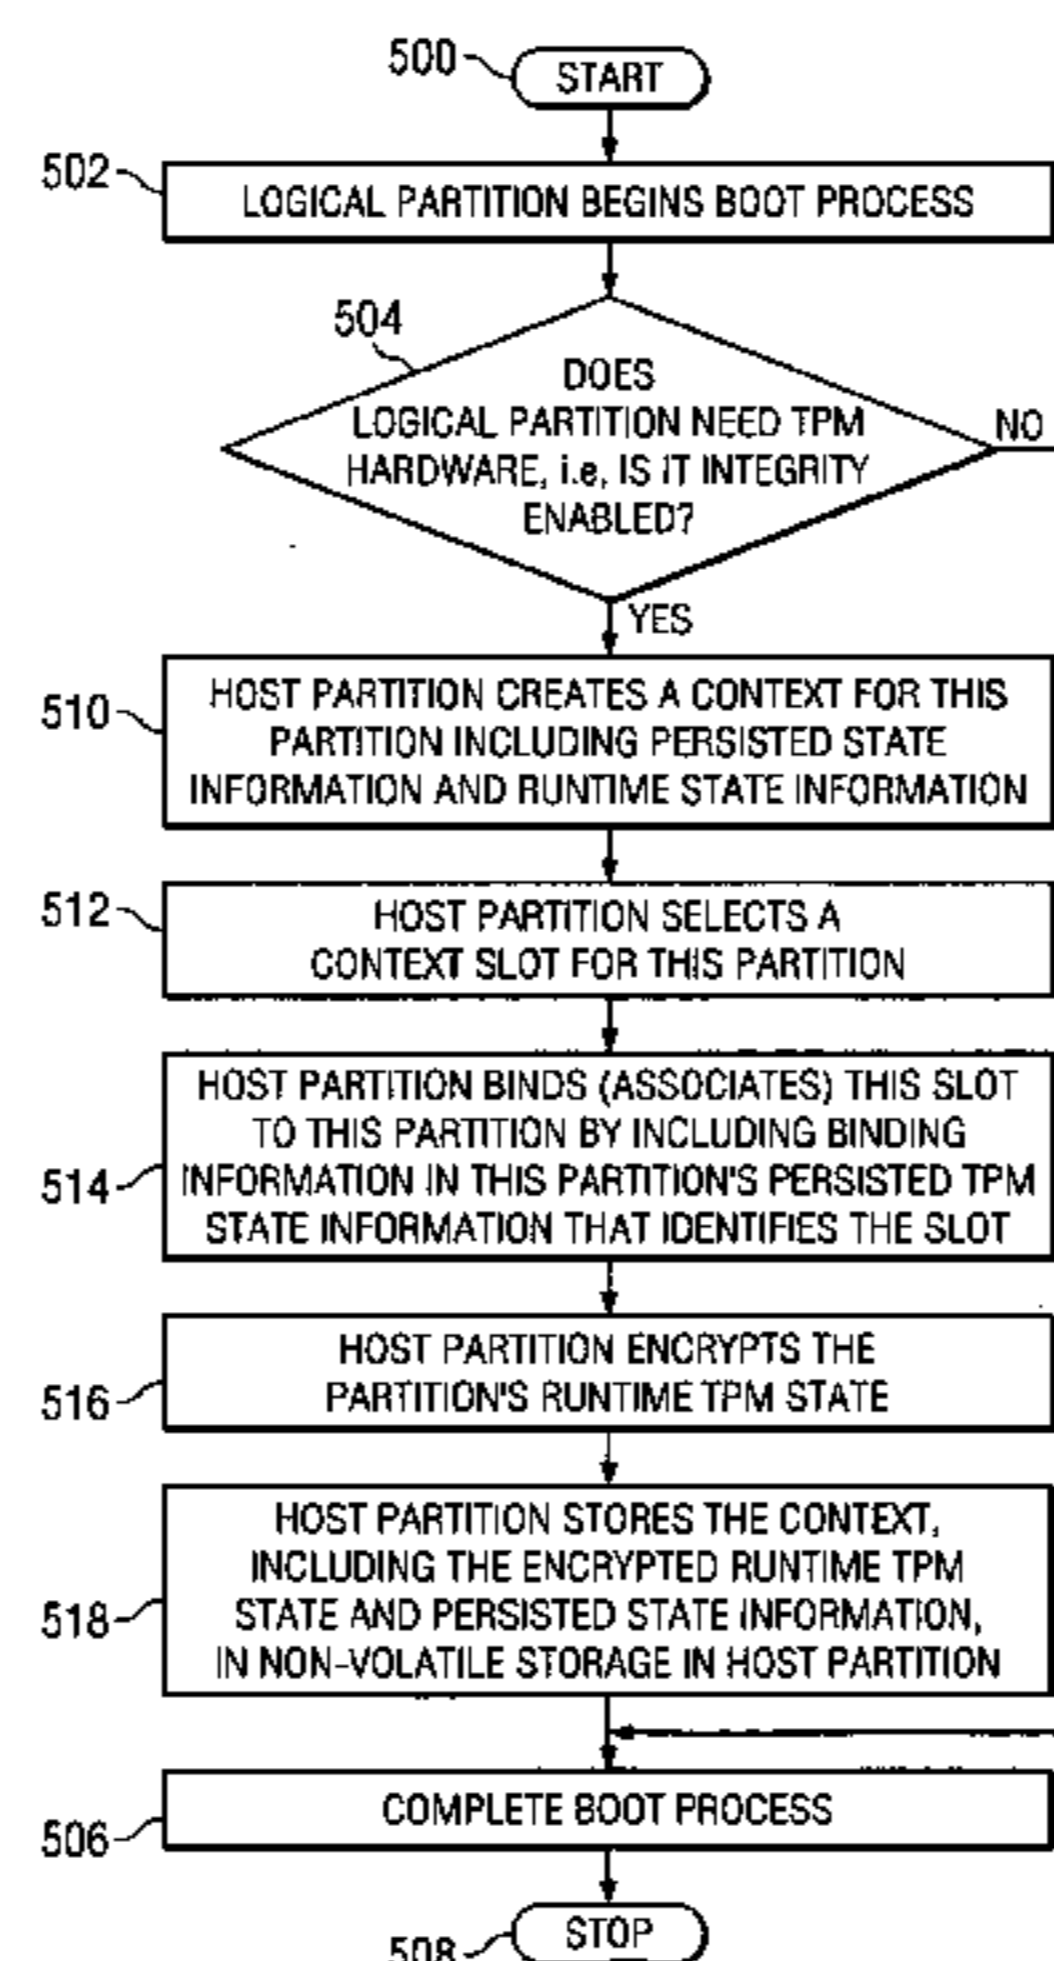 500
START
502
LOGICAL PARTITION BEGINS BOOT PROCESS
504
DOES
LOGICAL PARTITION NEED TPM
HARDWARE, i.e, IS IT INTEGRITY
ENABLED?
NO
YES
510
HOST PARTITION CREATES A CONTEXT FOR THIS
PARTITION INCLUDING PERSISTED STATE
INFORMATION AND RUNTIME STATE INFORMATION
512
HOST PARTITION SELECTS A
CONTEXT SLOT FOR THIS PARTITION
514
HOST PARTITION BINDS (ASSOCIATES) THIS SLOT
TO THIS PARTITION BY INCLUDING BINDING
INFORMATION IN THIS PARTITION'S PERSISTED TPM
STATE INFORMATION THAT IDENTIFIES THE SLOT
516
HOST PARTITION ENCRYPTS THE
PARTITION'S RUNTIME TPM STATE
518
HOST PARTITION STORES THE CONTEXT,
INCLUDING THE ENCRYPTED RUNTIME TPM
STATE AND PERSISTED STATE INFORMATION,
IN NON-VOLATILE STORAGE IN HOST PARTITION
506
COMPLETE BOOT PROCESS
508
STOP